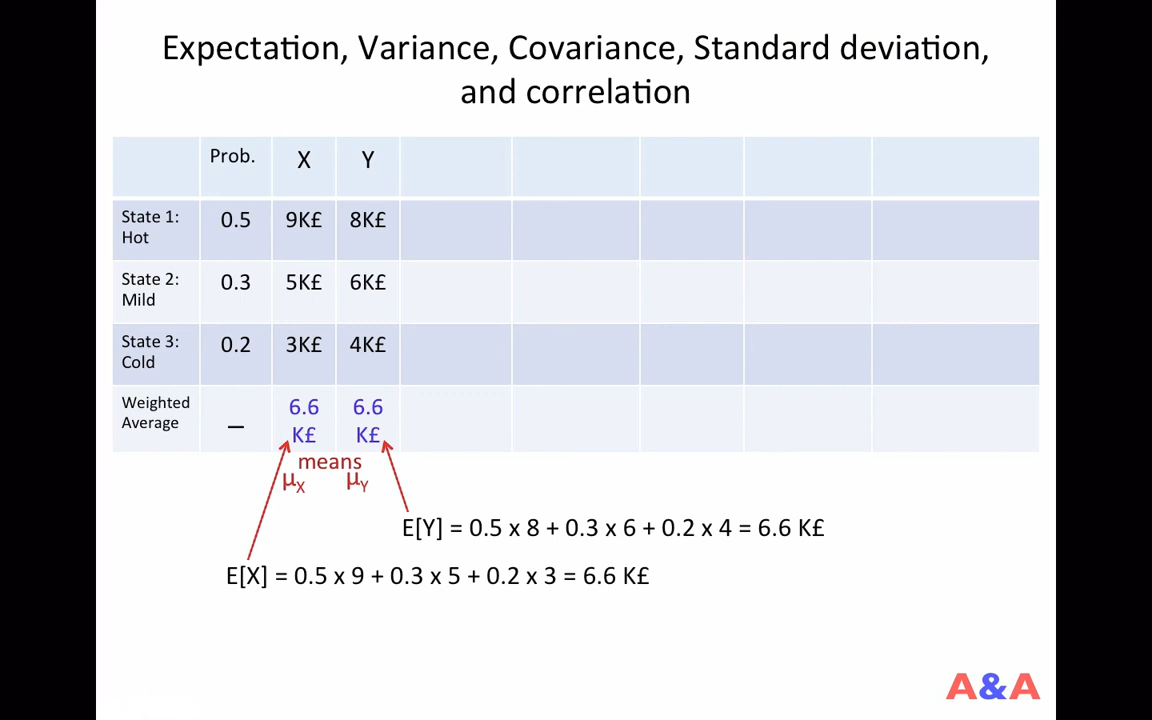 Expectation, Variance, Covariance, Standard deviation,
and correlation
Prob. X Y
State 1: Hot 0.5 9K£ 8K£
State 2: Mild 0.3 5K£ 6K£
State 3: Cold 0.2 3K£ 4K£
Weighted Average – 6.6 K£ 6.6 K£
means
μX μY
E[Y] = 0.5 x 8 + 0.3 x 6 + 0.2 x 4 = 6.6 K£
E[X] = 0.5 x 9 + 0.3 x 5 + 0.2 x 3 = 6.6 K£
A&A